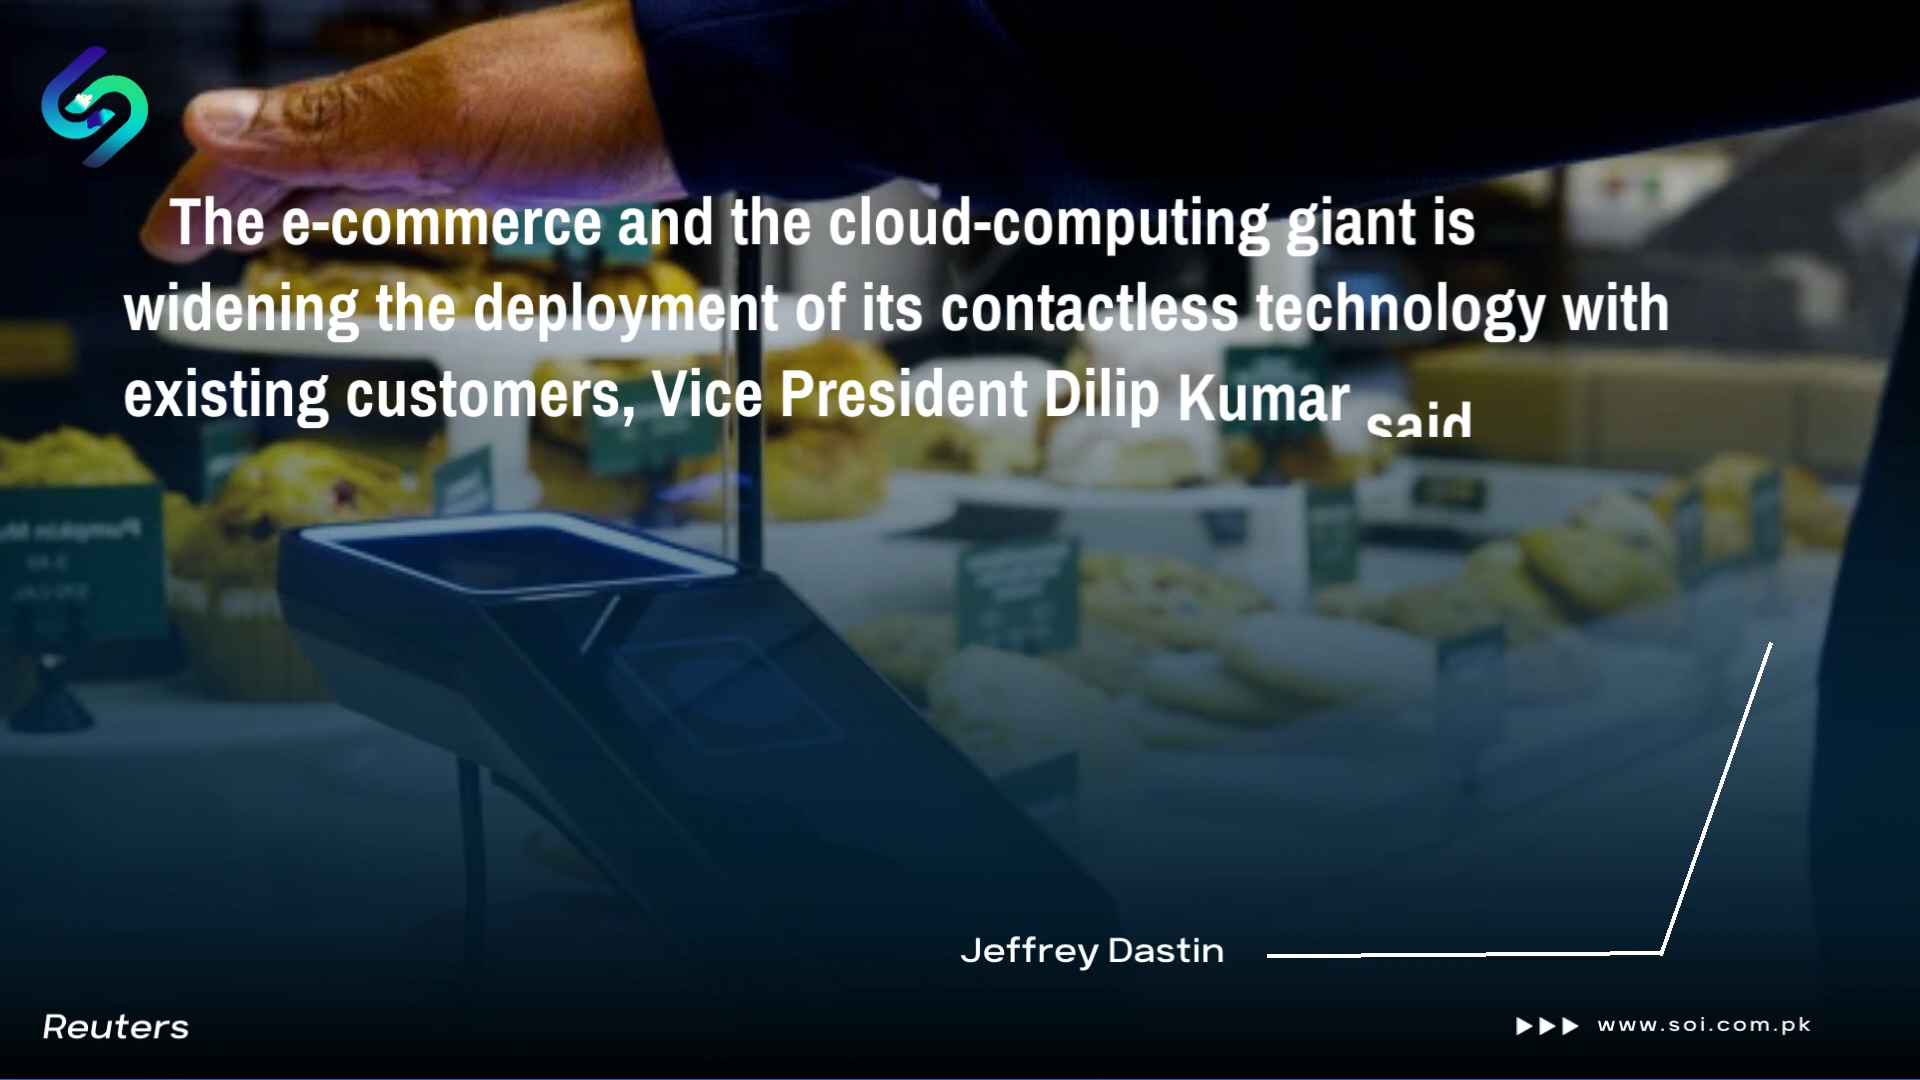 The e-commerce and the cloud-computing giant is
widening the deployment of its contactless technology with
existing customers, Vice President Dilip Kumar said
Jeffrey Dastin
Reuters
www.soi.com.pk